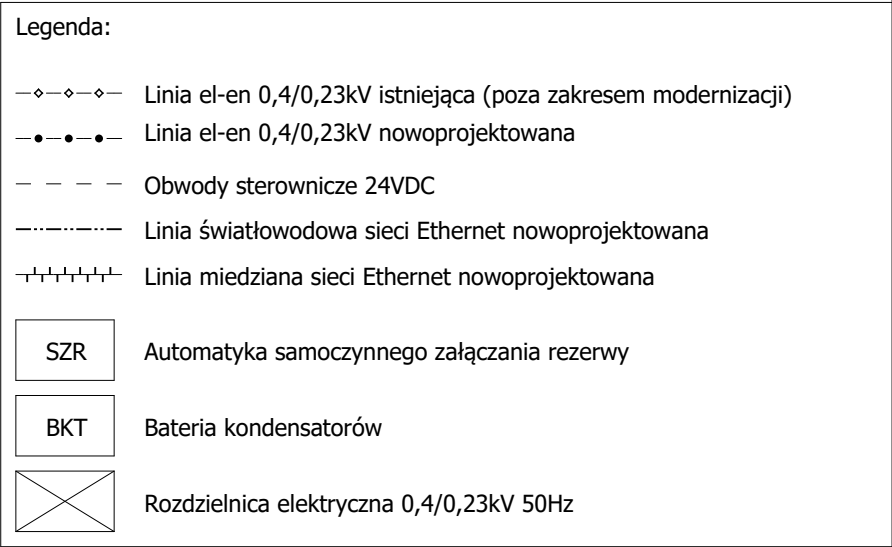 Legenda:
Linia el-en 0,4/0,23kV istniejąca (poza zakresem modernizacji)
Linia el-en 0,4/0,23kV nowoprojektowana
Obwody sterownicze 24VDC
Linia światłowodowa sieci Ethernet nowoprojektowana
Linia miedziana sieci Ethernet nowoprojektowana
SZR Automatyka samoczynnego załączania rezerwy
BKT Bateria kondensatorów
Rozdzielnica elektryczna 0,4/0,23kV 50Hz